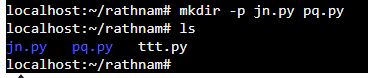 localhost:~/rathnam# mkdir -p jn.py pq.py
localhost:~/rathnam# ls
jn.py   pq.py   ttt.py
localhost:~/rathnam#